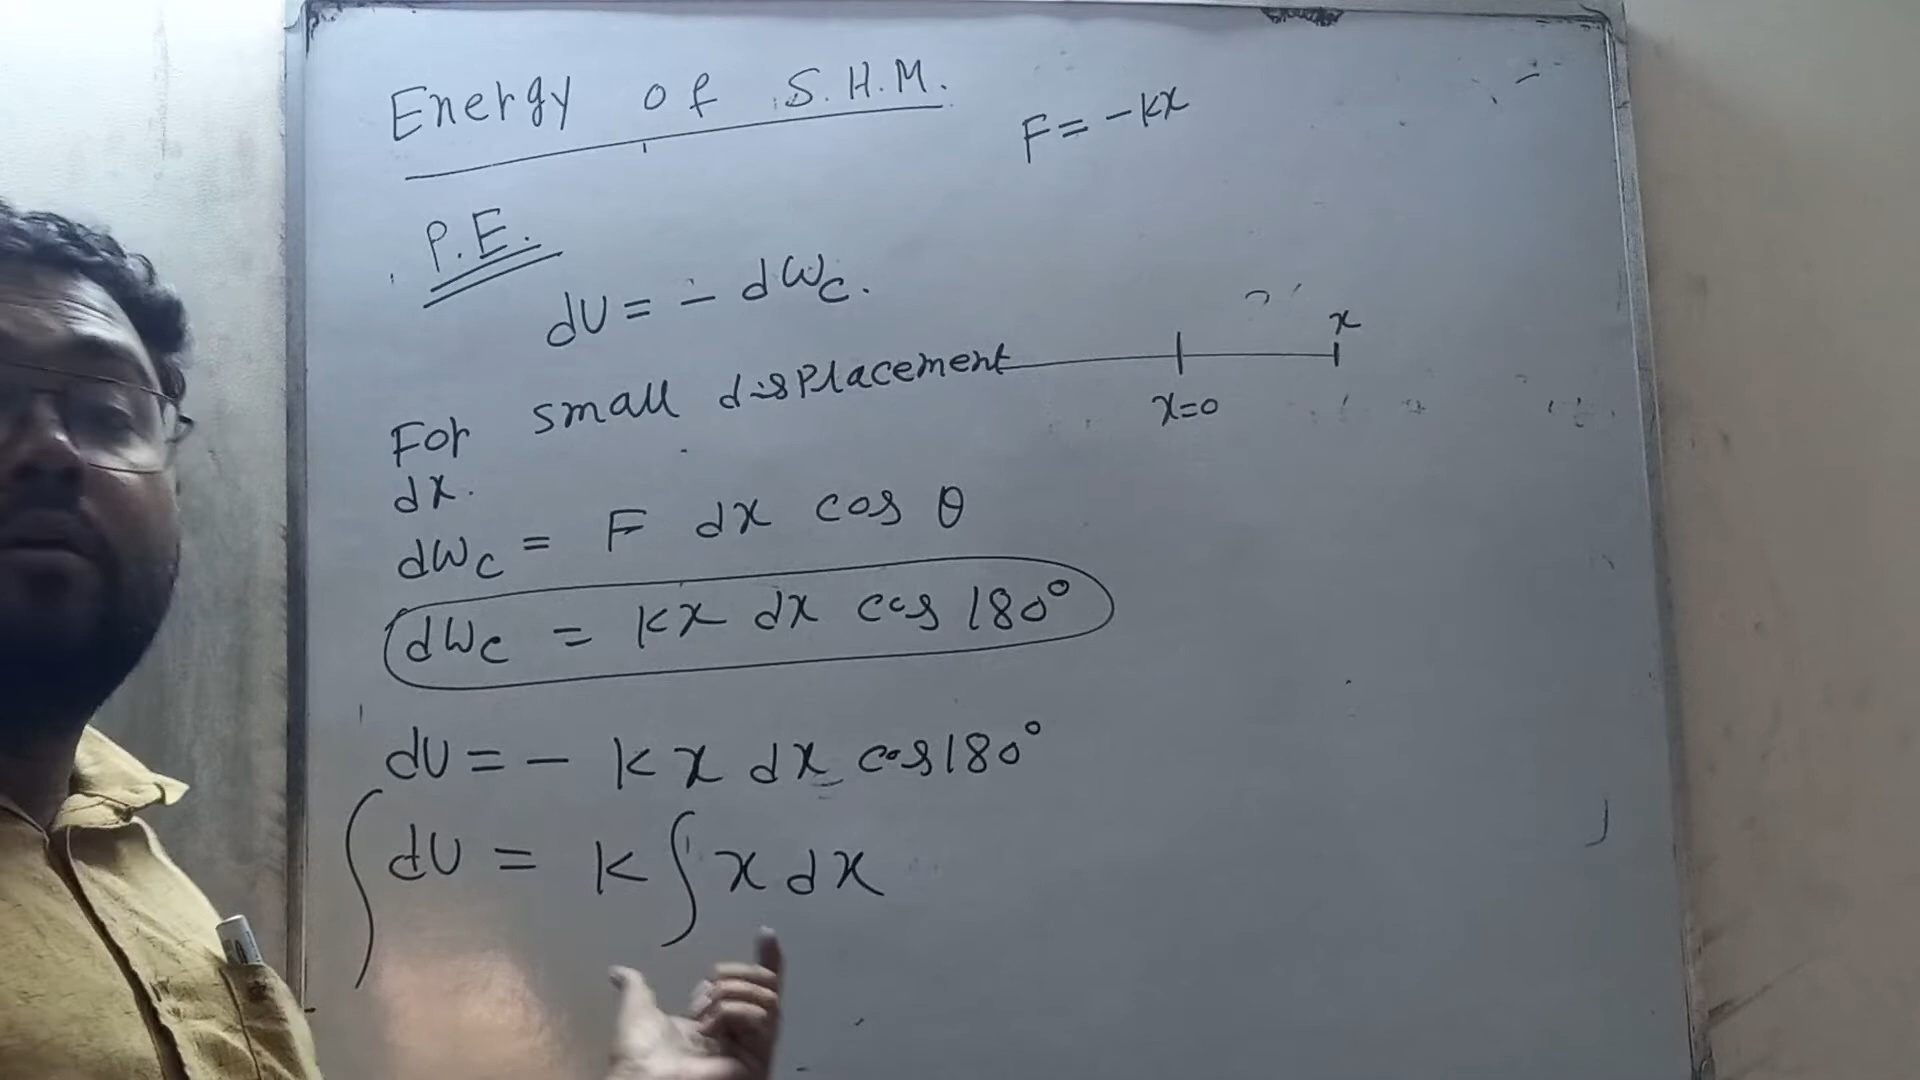 Energy of S.H.M.
F = -kx
P.E.
dU = - dWc.
For small displacement
dx.
x
x=0
dWc = F dx cos θ
dWc = kx dx cos 180°
dU = - k x dx cos 180°
∫dU = k∫x dx